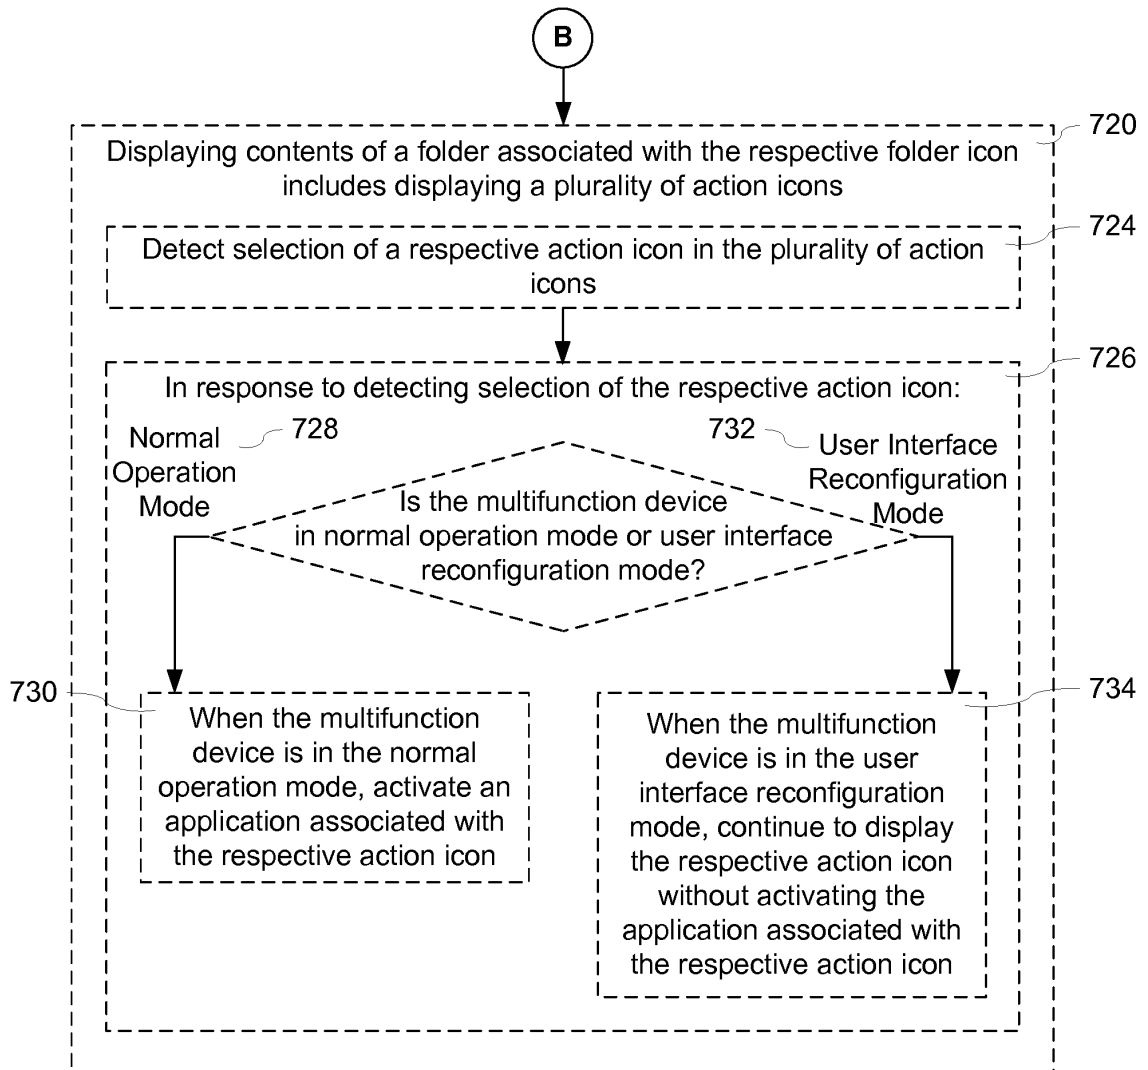 B
720
Displaying contents of a folder associated with the respective folder icon
includes displaying a plurality of action icons
724
Detect selection of a respective action icon in the plurality of action
icons
726
In response to detecting selection of the respective action icon:
Normal
Operation
Mode
728
732
User Interface
Reconfiguration
Mode
Is the multifunction device
in normal operation mode or user interface
reconfiguration mode?
730
When the multifunction
device is in the normal
operation mode, activate an
application associated with
the respective action icon
734
When the multifunction
device is in the user
interface reconfiguration
mode, continue to display
the respective action icon
without activating the
application associated with
the respective action icon